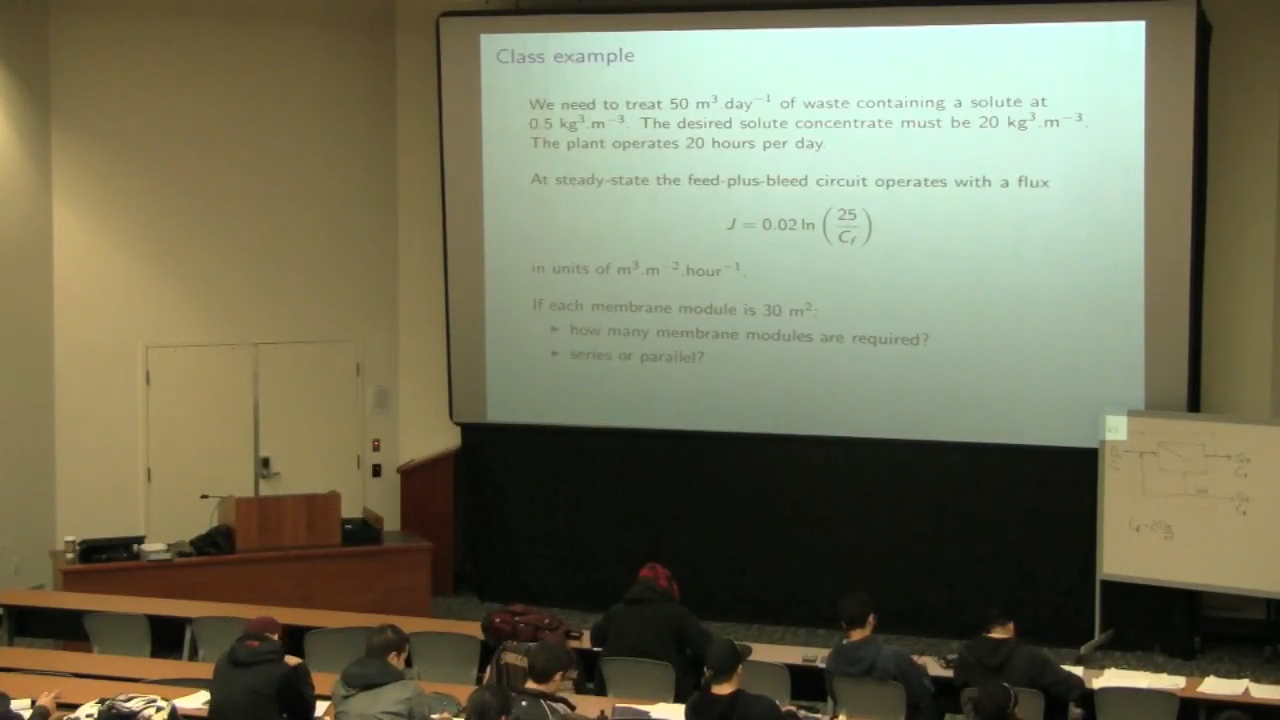 Class example
We need to treat 50 m³.day⁻¹ of waste containing a solute at
0.5 kg³.m⁻³. The desired solute concentrate must be 20 kg³.m⁻³.
The plant operates 20 hours per day.
At steady-state the feed-plus-bleed circuit operates with a flux
J = 0.02 ln (25/C_f)
in units of m³.m⁻².hour⁻¹.
If each membrane module is 30 m²:
► how many membrane modules are required?
► series or parallel?